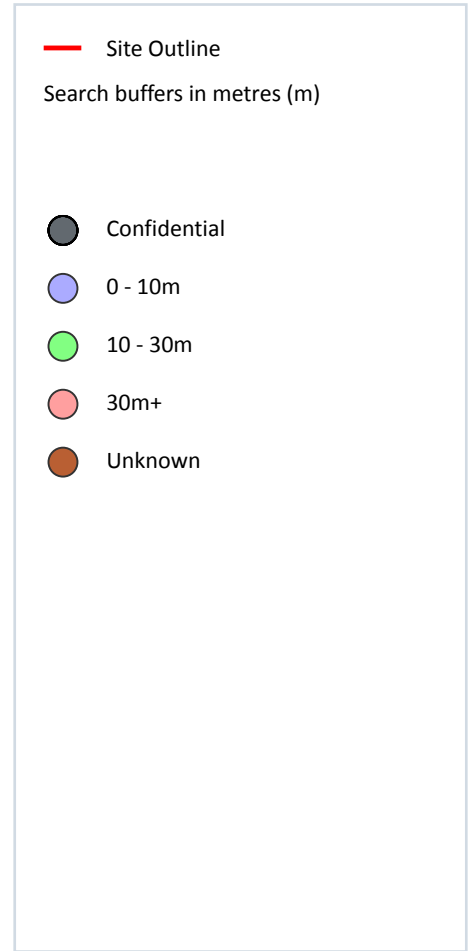 Site Outline
Search buffers in metres (m)
Confidential
0 - 10m
10 - 30m
30m+
Unknown